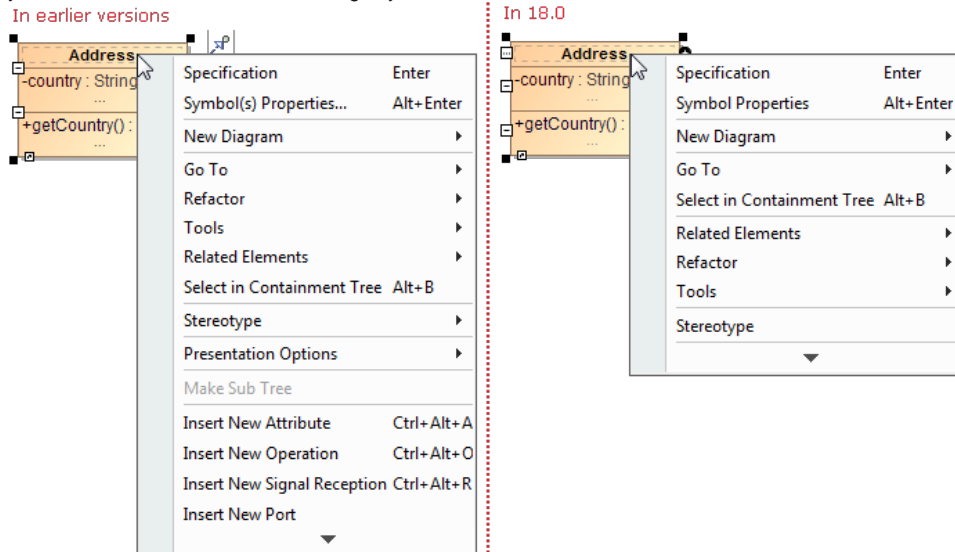 In earlier versions
Address
-country : String
...
+getCountry() :
...
Specification Enter
Symbol(s) Properties... Alt+Enter
New Diagram
Go To
Refactor
Tools
Related Elements
Select in Containment Tree Alt+B
Stereotype
Presentation Options
Make Sub Tree
Insert New Attribute Ctrl+Alt+A
Insert New Operation Ctrl+Alt+O
Insert New Signal Reception Ctrl+Alt+R
Insert New Port
In 18.0
Address
-country : String
...
+getCountry() :
...
Specification Enter
Symbol Properties Alt+Enter
New Diagram
Go To
Select in Containment Tree Alt+B
Related Elements
Refactor
Tools
Stereotype